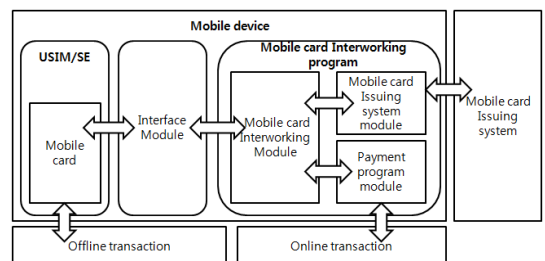 Mobile device
USIM/SE
Mobile card Interworking
program
Mobile
card
Interface
Module
Mobile card
Interworking
Module
Mobile card
Issuing
system
module
Payment
program
module
Mobile card
Issuing
system
Offline transaction
Online transaction